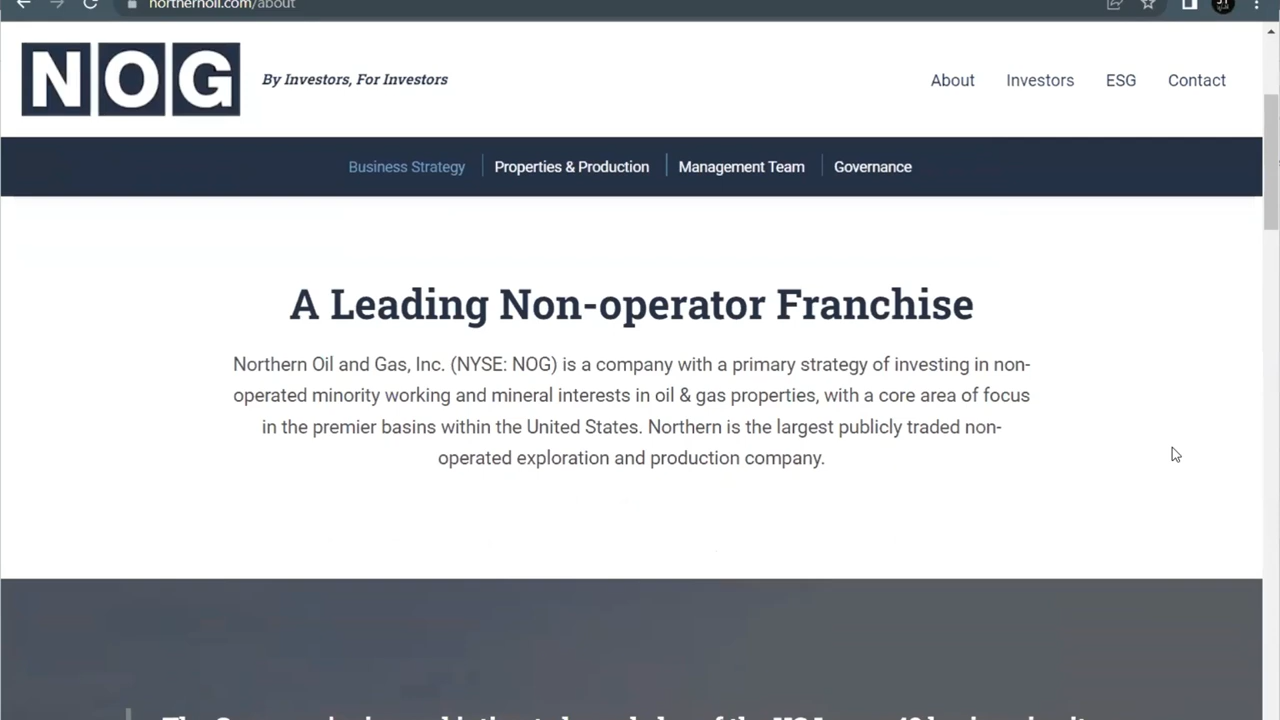 northernoil.com/about
NOG
By Investors, For Investors
About Investors ESG Contact
Business Strategy Properties & Production Management Team Governance
A Leading Non-operator Franchise
Northern Oil and Gas, Inc. (NYSE: NOG) is a company with a primary strategy of investing in non-
operated minority working and mineral interests in oil & gas properties, with a core area of focus
in the premier basins within the United States. Northern is the largest publicly traded non-
operated exploration and production company.